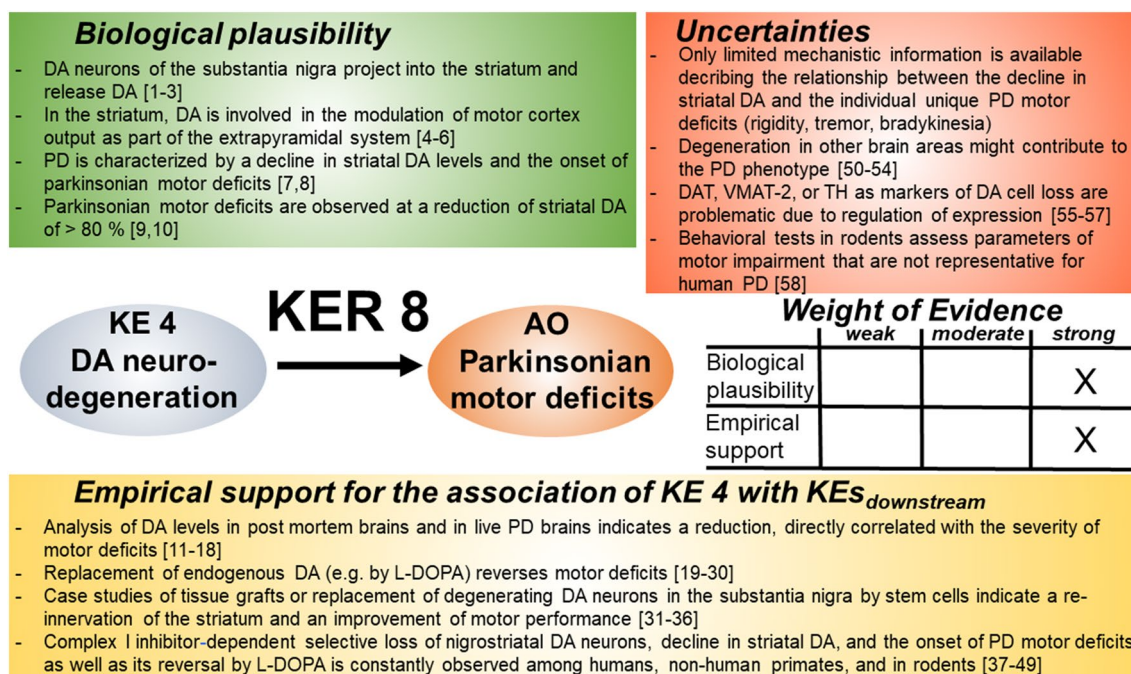 Biological plausibility
- DA neurons of the substantia nigra project into the striatum and
release DA [1-3]
- In the striatum, DA is involved in the modulation of motor cortex
output as part of the extrapyramidal system [4-6]
- PD is characterized by a decline in striatal DA levels and the onset of
parkinsonian motor deficits [7,8]
- Parkinsonian motor deficits are observed at a reduction of striatal DA
of > 80 % [9,10]
Uncertainties
- Only limited mechanistic information is available
decribing the relationship between the decline in
striatal DA and the individual unique PD motor
deficits (rigidity, tremor, bradykinesia)
- Degeneration in other brain areas might contribute to
the PD phenotype [50-54]
- DAT, VMAT-2, or TH as markers of DA cell loss are
problematic due to regulation of expression [55-57]
- Behavioral tests in rodents assess parameters of
motor impairment that are not representative for
human PD [58]
KE 4
DA neuro-
degeneration
KER 8
AO
Parkinsonian
motor deficits
Weight of Evidence
weak moderate strong
Biological
plausibility X
Empirical
support X
Empirical support for the association of KE 4 with KEsdownstream
- Analysis of DA levels in post mortem brains and in live PD brains indicates a reduction, directly correlated with the severity of
motor deficits [11-18]
- Replacement of endogenous DA (e.g. by L-DOPA) reverses motor deficits [19-30]
- Case studies of tissue grafts or replacement of degenerating DA neurons in the substantia nigra by stem cells indicate a re-
innervation of the striatum and an improvement of motor performance [31-36]
- Complex I inhibitor-dependent selective loss of nigrostriatal DA neurons, decline in striatal DA, and the onset of PD motor deficits
as well as its reversal by L-DOPA is constantly observed among humans, non-human primates, and in rodents [37-49]